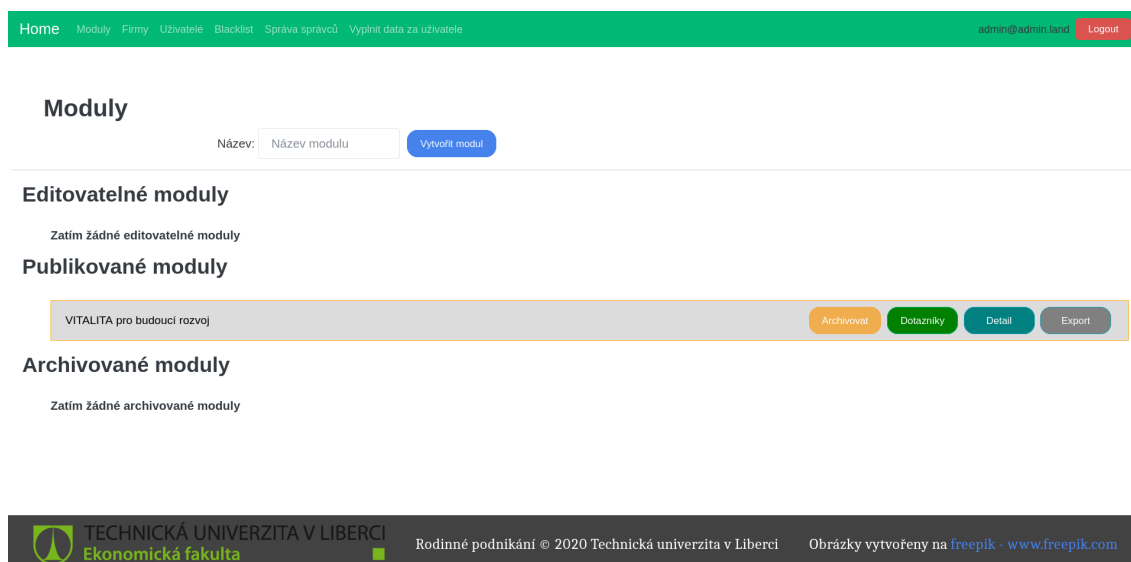 Home Moduly Firmy Uživatelé Blacklist Správa správců Vyplnit data za uživatele admin@admin.land Logout
Moduly
Název: Název modulu Vytvořit modul
Editovatelné moduly
Zatím žádné editovatelné moduly
Publikované moduly
VITALITA pro budoucí rozvoj Archivovat Dotazníky Detail Export
Archivované moduly
Zatím žádné archivované moduly
TECHNICKÁ UNIVERZITA V LIBERCI
Ekonomická fakulta
Rodinné podnikání © 2020 Technická univerzita v Liberci Obrázky vytvořeny na freepik - www.freepik.com